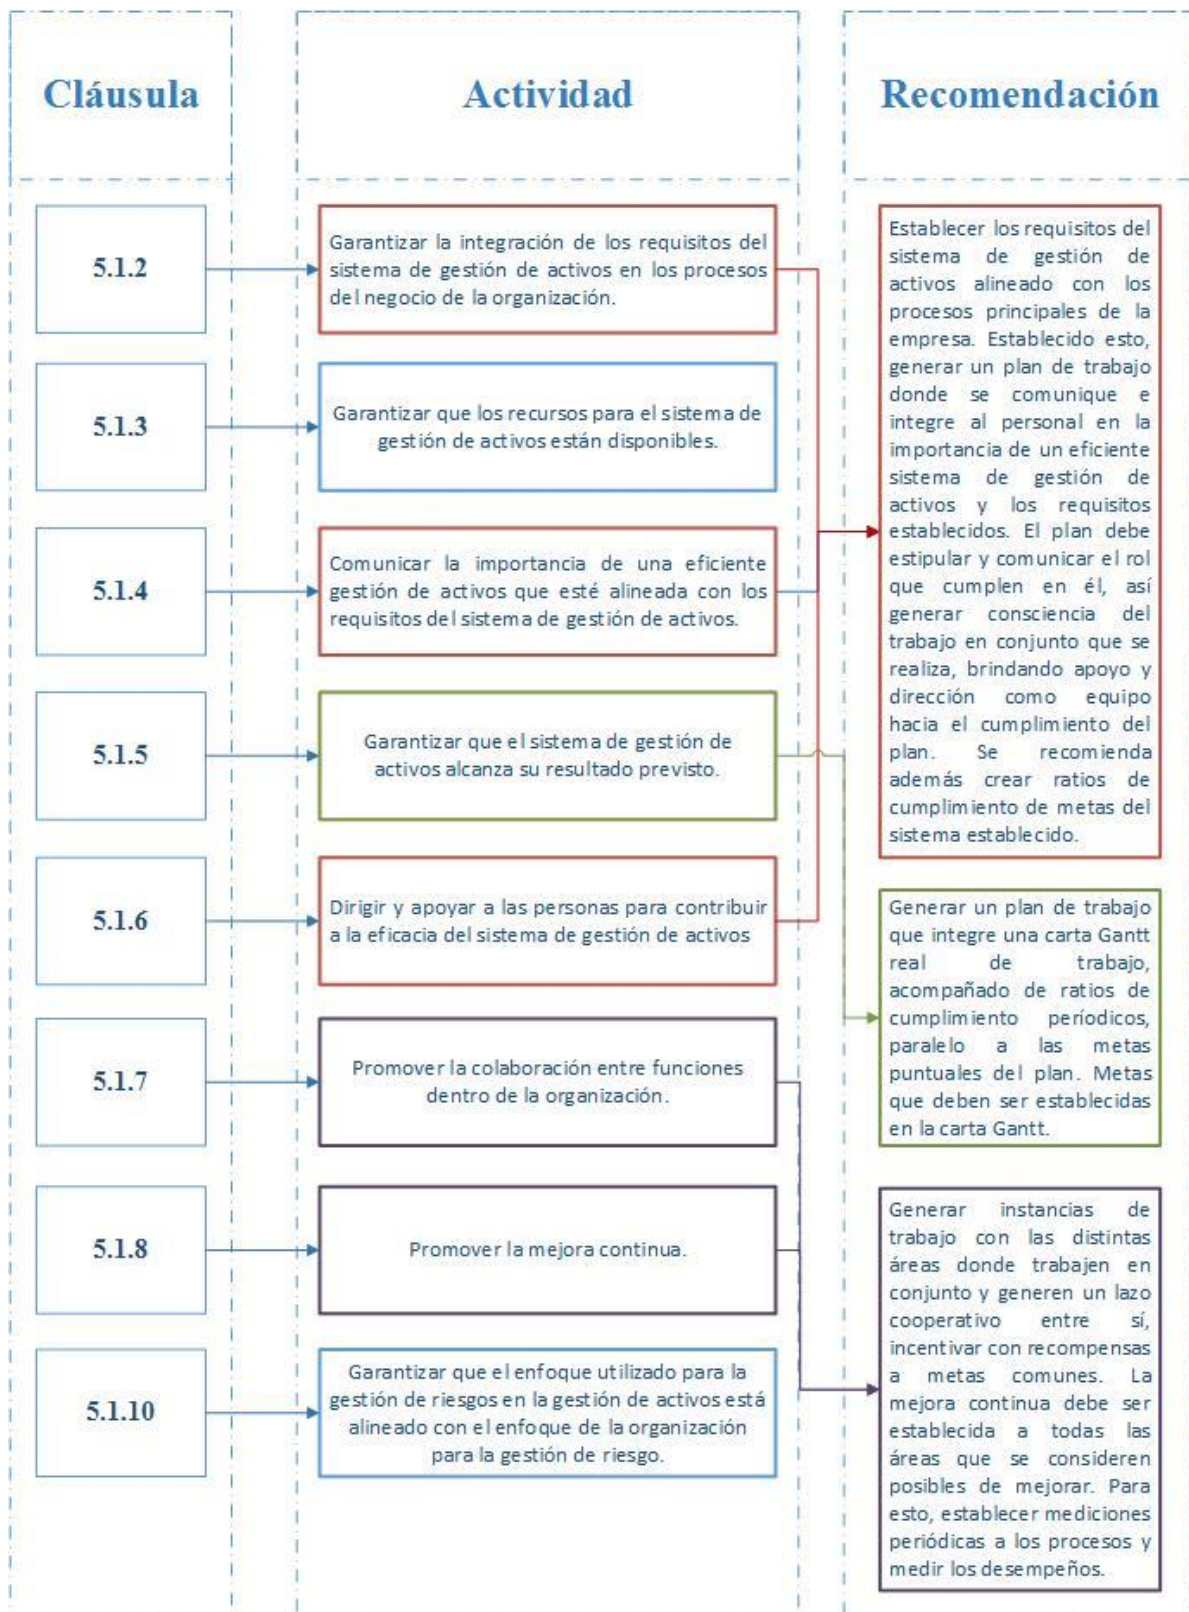 Cláusula
Actividad
Recomendación
5.1.2
Garantizar la integración de los requisitos del
sistema de gestión de activos en los procesos
del negocio de la organización.
5.1.3
Garantizar que los recursos para el sistema de
gestión de activos están disponibles.
5.1.4
Comunicar la importancia de una eficiente
gestión de activos que esté alineada con los
requisitos del sistema de gestión de activos.
5.1.5
Garantizar que el sistema de gestión de
activos alcanza su resultado previsto.
5.1.6
Dirigir y apoyar a las personas para contribuir
a la eficacia del sistema de gestión de activos
5.1.7
Promover la colaboración entre funciones
dentro de la organización.
5.1.8
Promover la mejora continua.
5.1.10
Garantizar que el enfoque utilizado para la
gestión de riesgos en la gestión de activos está
alineado con el enfoque de la organización
para la gestión de riesgo.
Establecer los requisitos del
sistema de gestión de
activos alineado con los
procesos principales de la
empresa. Establecido esto,
generar un plan de trabajo
donde se comunique e
integre al personal en la
importancia de un eficiente
sistema de gestión de
activos y los requisitos
establecidos. El plan debe
estipular y comunicar el rol
que cumplen en él, así
generar consciencia del
trabajo en conjunto que se
realiza, brindando apoyo y
dirección como equipo
hacia el cumplimiento del
plan. Se recomienda
además crear ratios de
cumplimiento de metas del
sistema establecido.
Generar un plan de trabajo
que integre una carta Gantt
real de trabajo,
acompañado de ratios de
cumplimiento períodicos,
paralelo a las metas
puntuales del plan. Metas
que deben ser establecidas
en la carta Gantt.
Generar instancias de
trabajo con las distintas
áreas donde trabajen en
conjunto y generen un lazo
cooperativo entre sí,
incentivar con recompensas
a metas comunes. La
mejora continua debe ser
establecida a todas las
áreas que se consideren
posibles de mejorar. Para
esto, establecer mediciones
periódicas a los procesos y
medir los desempeños.